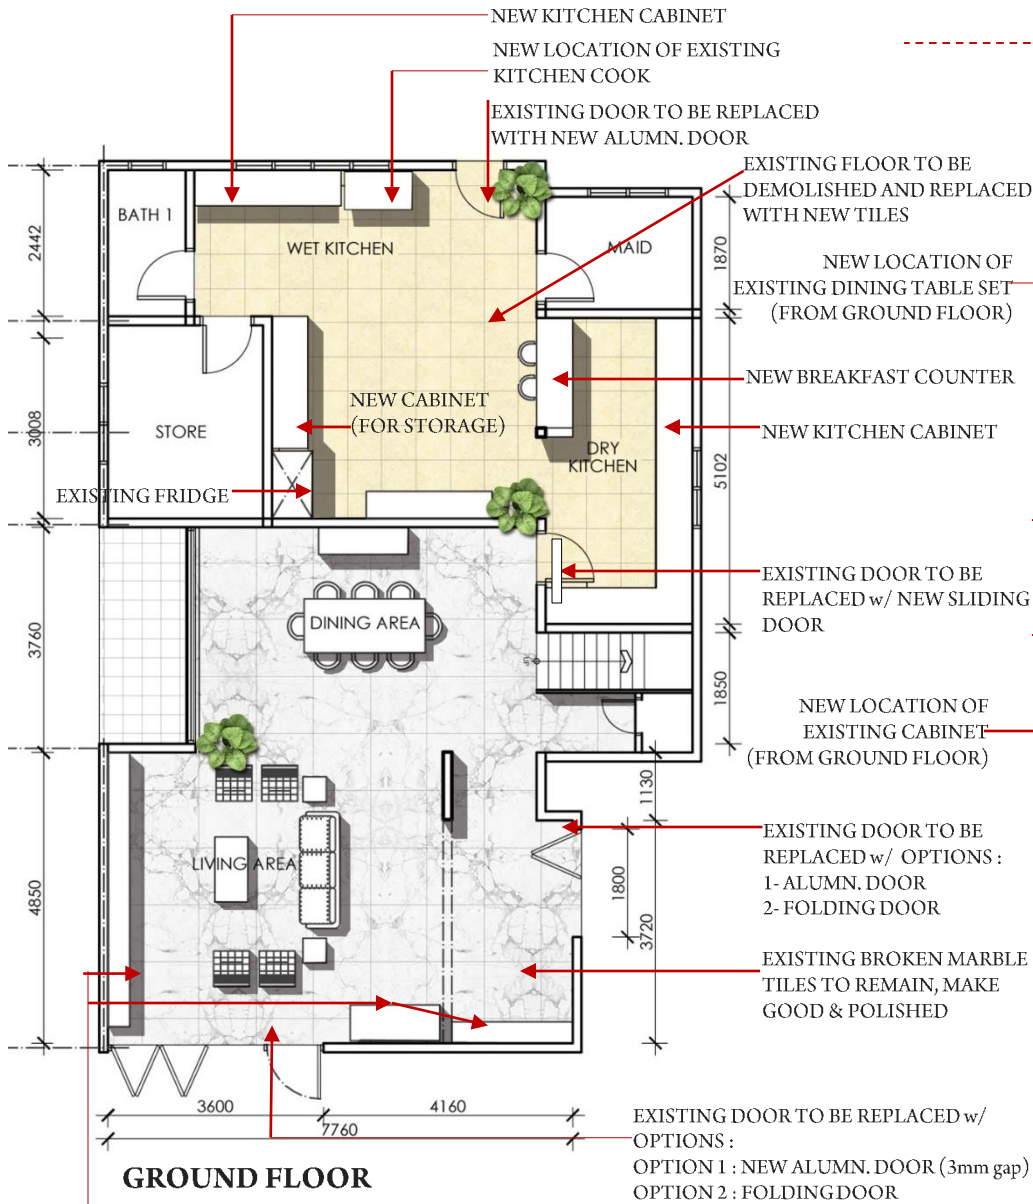 NEW KITCHEN CABINET
NEW LOCATION OF EXISTING
KITCHEN COOK
EXISTING DOOR TO BE REPLACED
WITH NEW ALUMN. DOOR
EXISTING FLOOR TO BE
DEMOLISHED AND REPLACED
WITH NEW TILES
BATH 1
WET KITCHEN
MAID
2442
1870
NEW LOCATION OF
EXISTING DINING TABLE SET
(FROM GROUND FLOOR)
NEW BREAKFAST COUNTER
NEW CABINET
(FOR STORAGE)
STORE
3008
NEW KITCHEN CABINET
DRY
KITCHEN
5102
EXISTING FRIDGE
EXISTING DOOR TO BE
REPLACED w/ NEW SLIDING
DOOR
DINING AREA
3760
UP
1850
NEW LOCATION OF
EXISTING CABINET
(FROM GROUND FLOOR)
1130
EXISTING DOOR TO BE
REPLACED w/ OPTIONS :
1- ALUMN. DOOR
2- FOLDING DOOR
LIVING AREA
4850
1800
3720
EXISTING BROKEN MARBLE
TILES TO REMAIN, MAKE
GOOD & POLISHED
3600
4160
7760
EXISTING DOOR TO BE REPLACED w/
OPTIONS :
OPTION 1 : NEW ALUMN. DOOR (3mm gap)
OPTION 2 : FOLDING DOOR
GROUND FLOOR